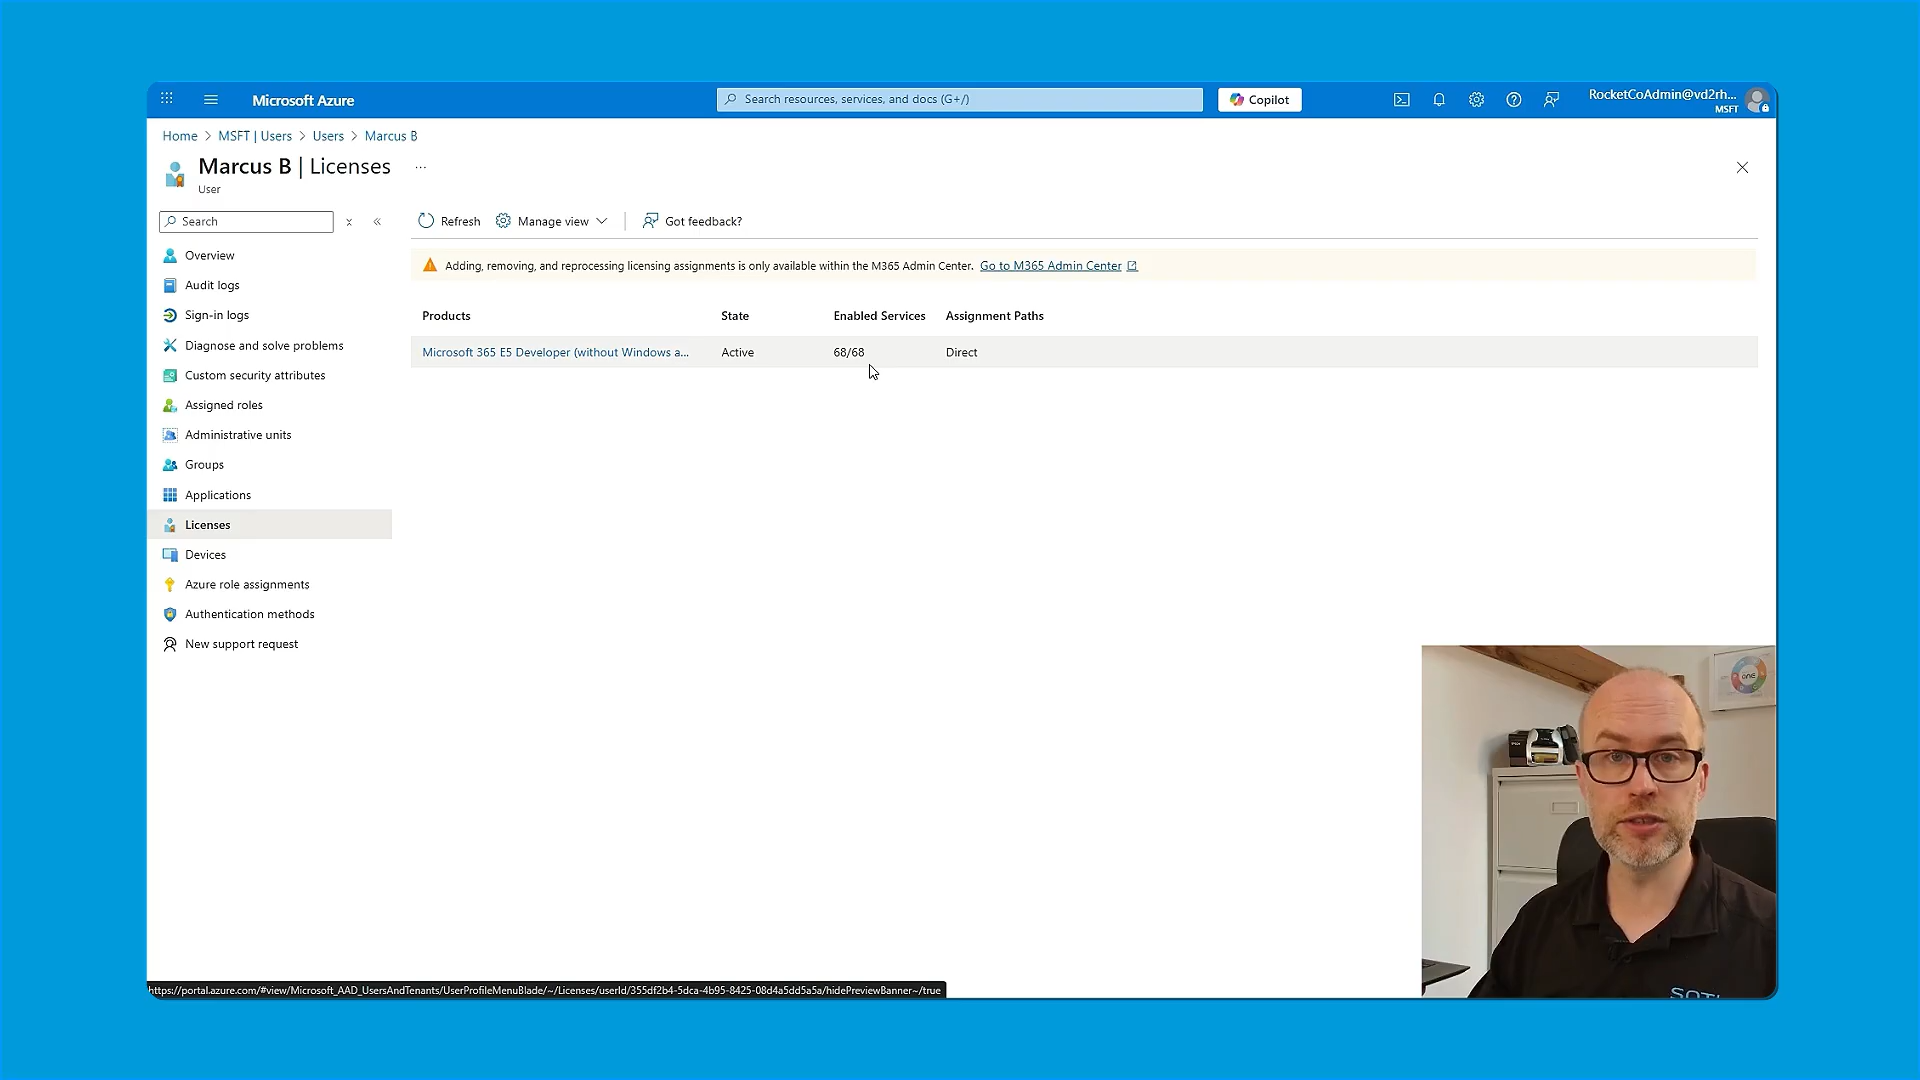 Microsoft Azure
Search resources, services, and docs (G+/)
Copilot
RocketCoAdmin@vd2rh...
MSFT
Home > MSFT | Users > Users > Marcus B
Marcus B | Licenses ...
User
Search
Refresh
Manage view
Got feedback?
Overview
Audit logs
Sign-in logs
Diagnose and solve problems
Custom security attributes
Assigned roles
Administrative units
Groups
Applications
Licenses
Devices
Azure role assignments
Authentication methods
New support request
Adding, removing, and reprocessing licensing assignments is only available within the M365 Admin Center. Go to M365 Admin Center
Products State Enabled Services Assignment Paths
Microsoft 365 E5 Developer (without Windows a... Active 68/68 Direct
ONE
https://portal.azure.com/#view/Microsoft_AAD_UsersAndTenants/UserProfileMenuBlade/~/Licenses/userId/355df2b4-5dca-4b95-8425-08d4a5dd5a5a/hidePreviewBanner~/true